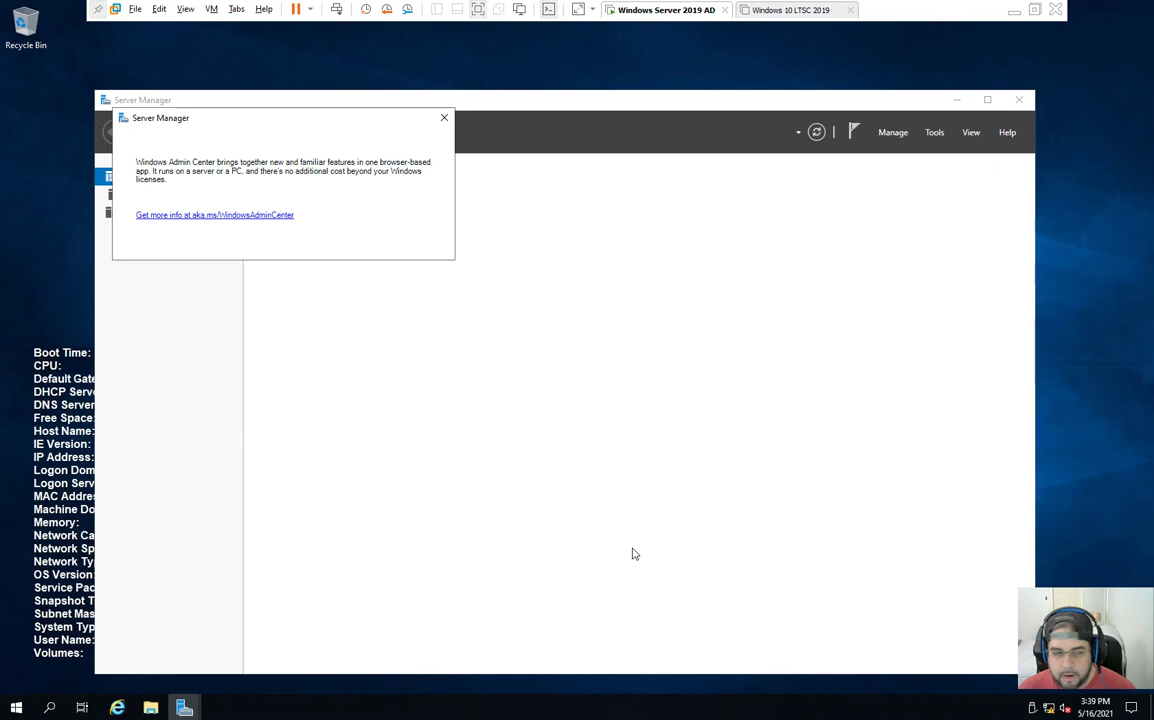 File Edit View VM Tabs Help Windows Server 2019 AD Windows 10 LTSC 2019
Recycle Bin
Server Manager
Manage Tools View Help
Server Manager
Windows Admin Center brings together new and familiar features in one browser-based
app. It runs on a server or a PC, and there's no additional cost beyond your Windows
licenses.
Get more info at aka.ms/WindowsAdminCenter
Boot Time:
CPU:
Default Gate
DHCP Serv
DNS Server
Free Space:
Host Name:
IE Version:
IP Address:
Logon Dom
Logon Serv
MAC Addre
Machine Do
Memory:
Network Ca
Network Sp
Network Ty
OS Version:
Service Pac
Snapshot T
Subnet Mas
System Typ
User Name:
Volumes:
3:39 PM
5/16/2021